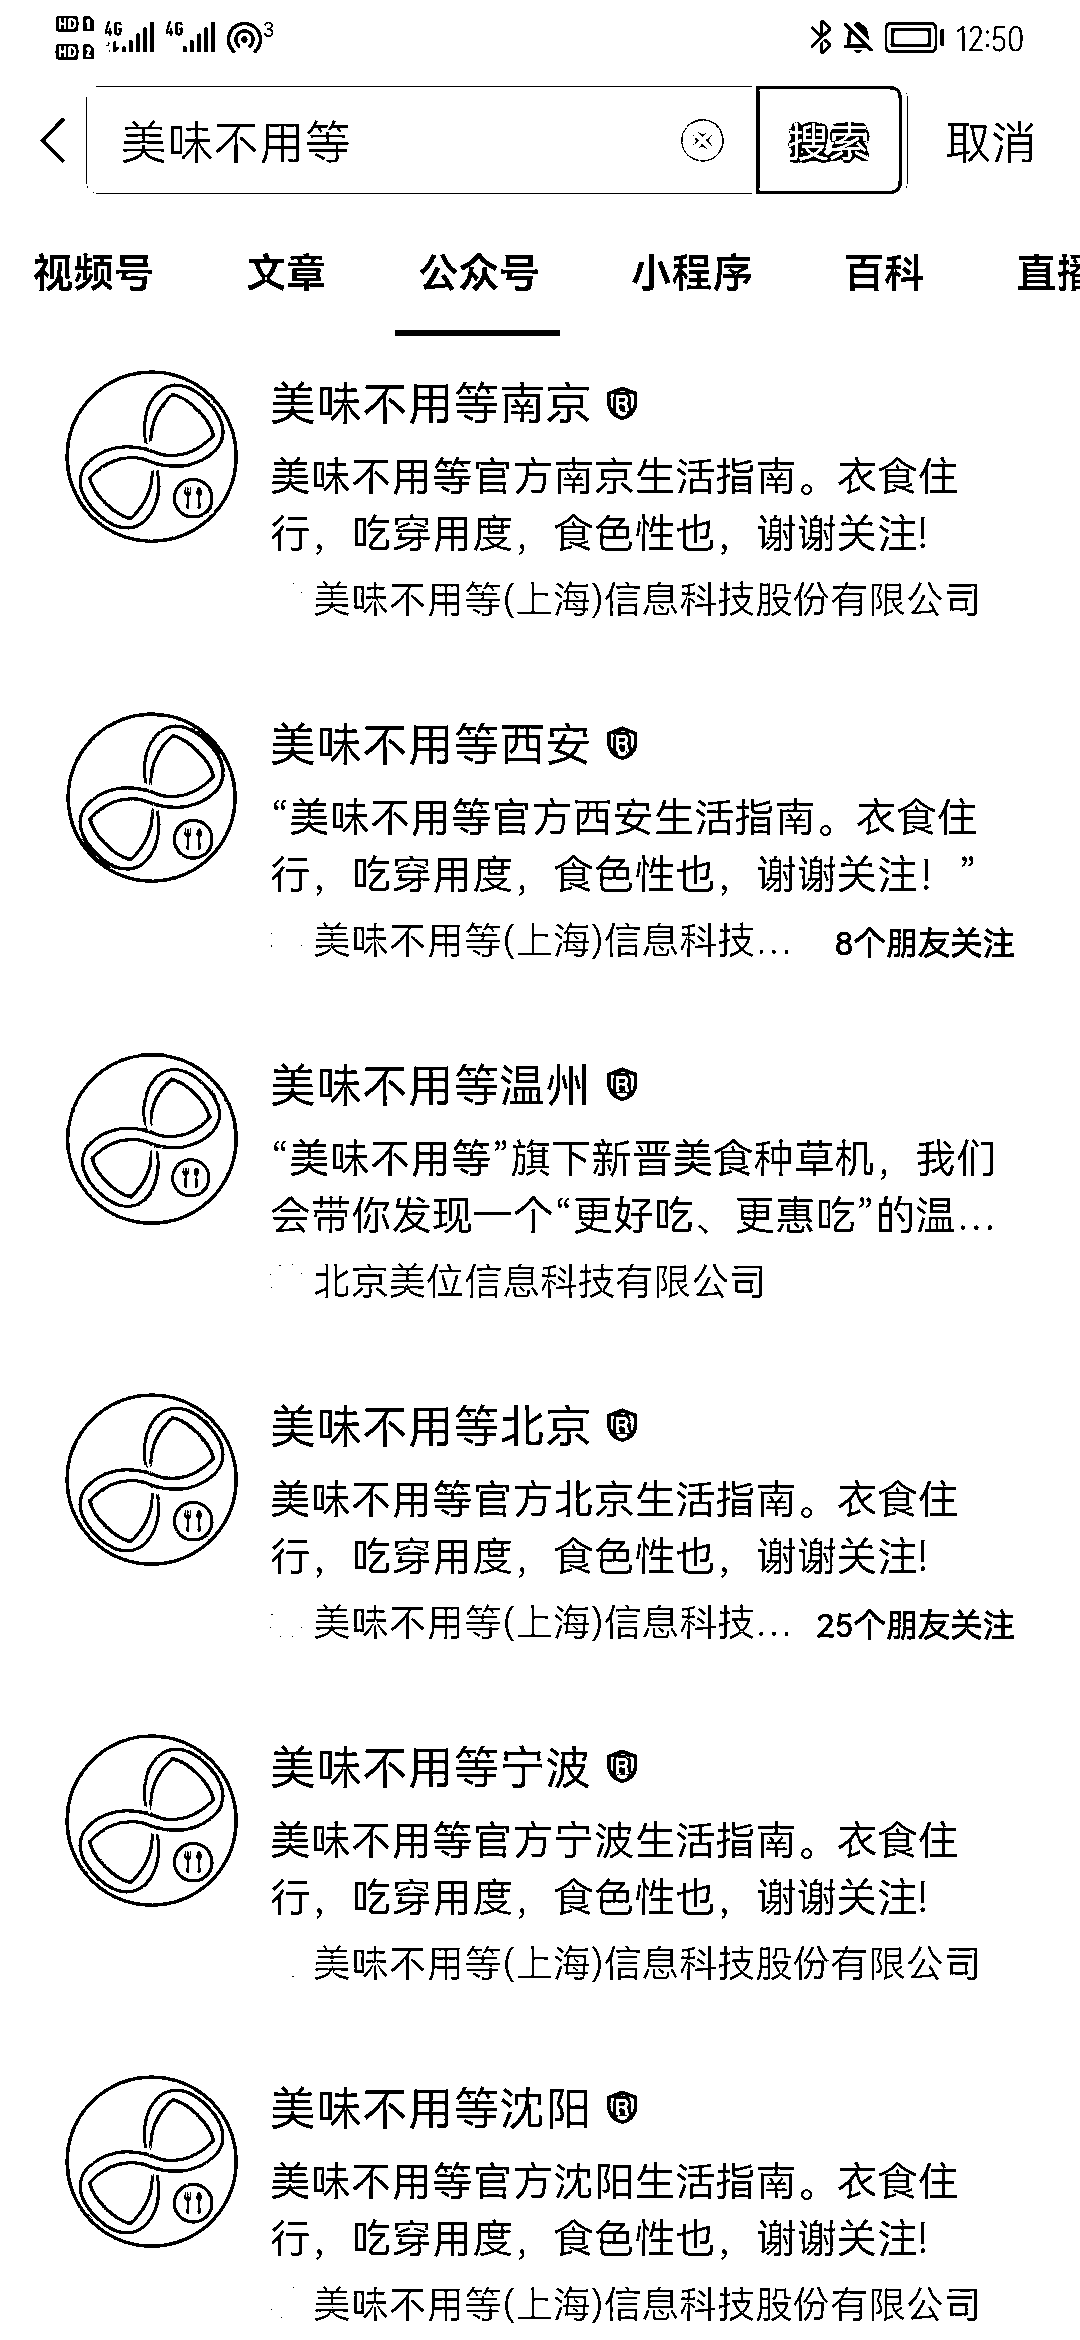 HD 1 4G 4G 3 12:50
HD 2
美味不用等 搜索 取消
视频号 文章 公众号 小程序 百科 直播
美味不用等南京
美味不用等官方南京生活指南。衣食住
行，吃穿用度，食色性也，谢谢关注!
美味不用等(上海)信息科技股份有限公司
美味不用等西安
“美味不用等官方西安生活指南。衣食住
行，吃穿用度，食色性也，谢谢关注！”
美味不用等(上海)信息科技... 8个朋友关注
美味不用等温州
“美味不用等”旗下新晋美食种草机，我们
会带你发现一个“更好吃、更惠吃”的温...
北京美位信息科技有限公司
美味不用等北京
美味不用等官方北京生活指南。衣食住
行，吃穿用度，食色性也，谢谢关注!
美味不用等(上海)信息科技... 25个朋友关注
美味不用等宁波
美味不用等官方宁波生活指南。衣食住
行，吃穿用度，食色性也，谢谢关注!
美味不用等(上海)信息科技股份有限公司
美味不用等沈阳
美味不用等官方沈阳生活指南。衣食住
行，吃穿用度，食色性也，谢谢关注!
美味不用等(上海)信息科技股份有限公司